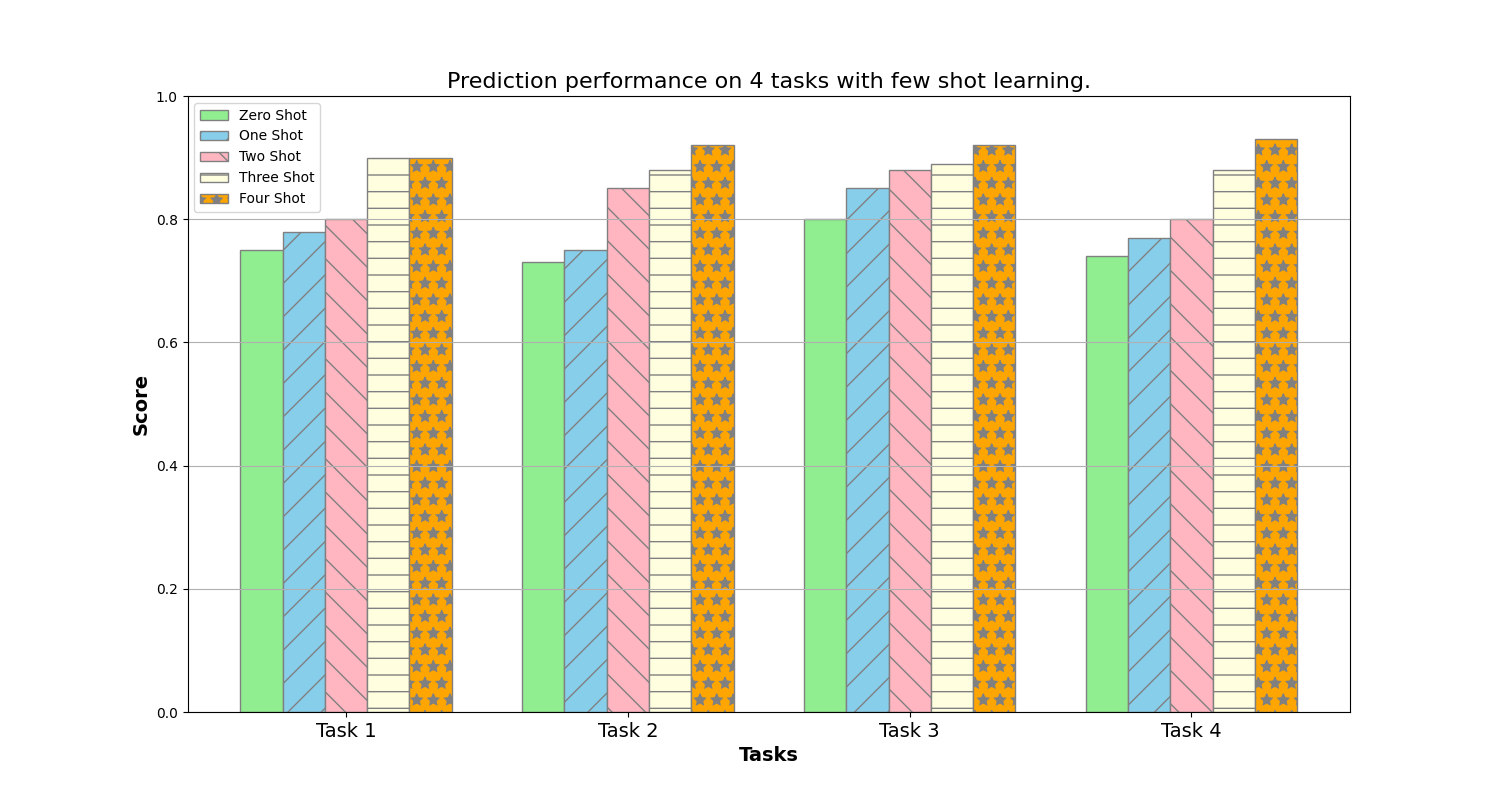 Prediction performance on 4 tasks with few shot learning.
1.0
0.8
0.6
0.4
0.2
0.0
Score
Zero Shot
One Shot
Two Shot
Three Shot
Four Shot
Task 1 Task 2 Task 3 Task 4
Tasks